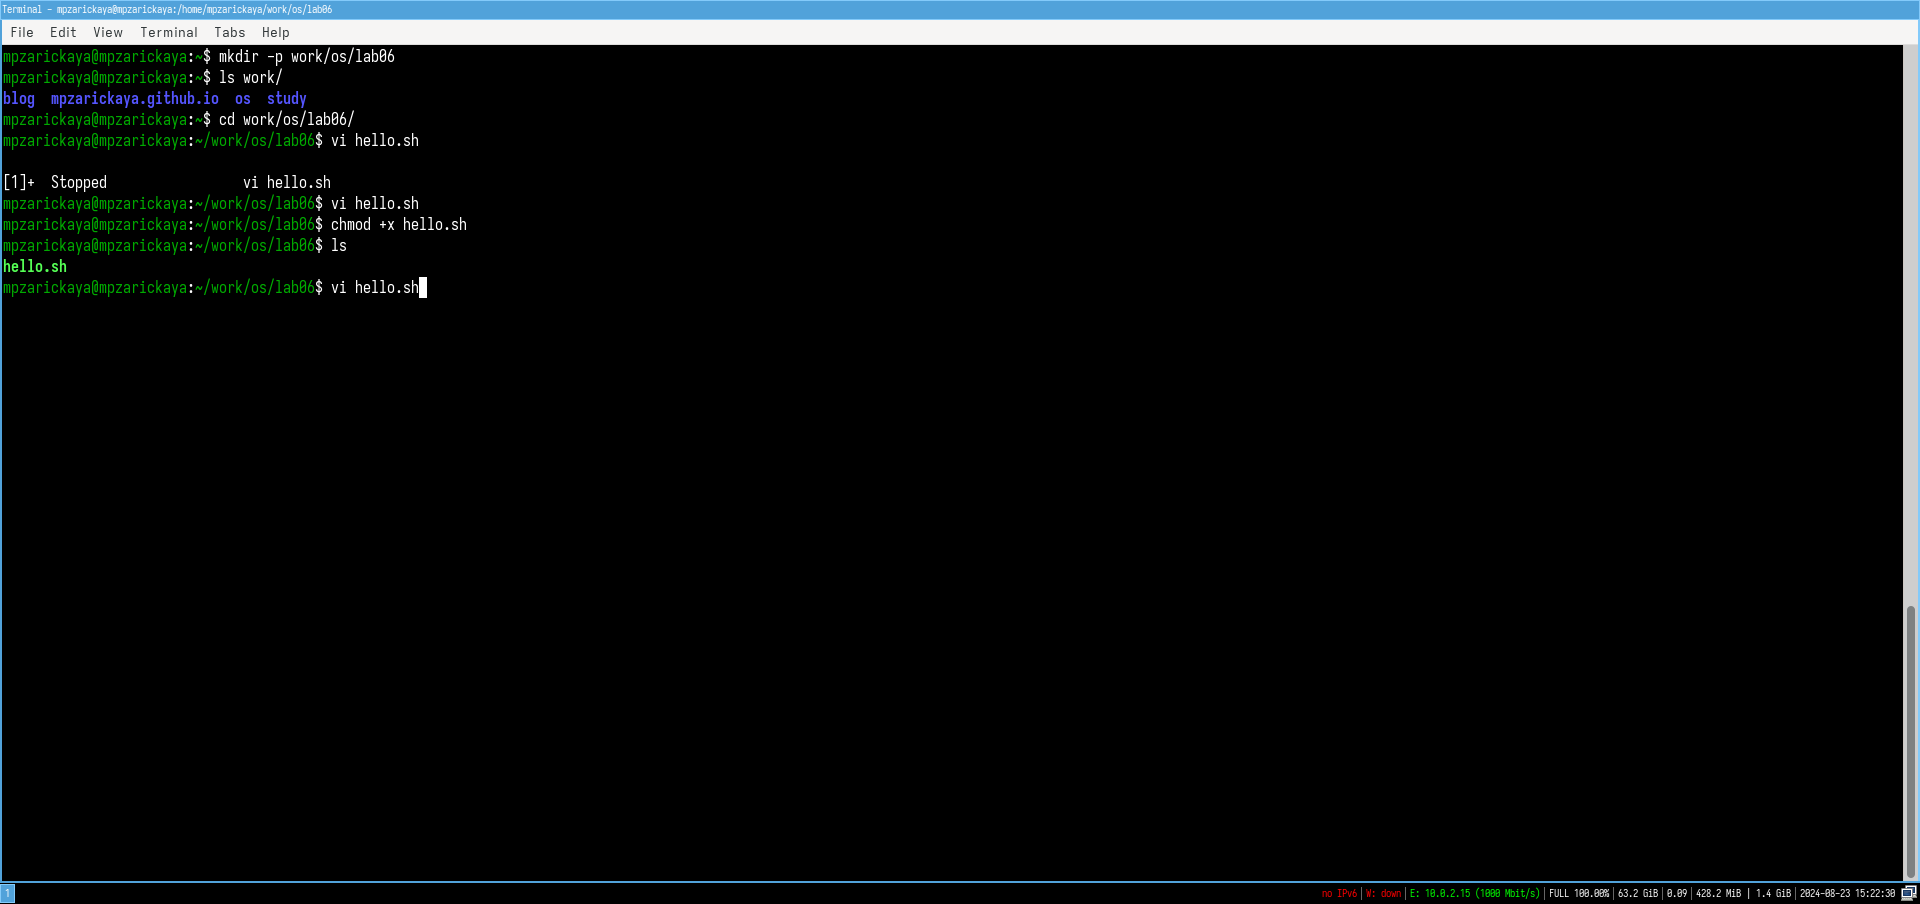 Terminal - mpzarickaya@mpzarickaya:/home/mpzarickaya/work/os/lab06
File Edit View Terminal Tabs Help
mpzarickaya@mpzarickaya:~$ mkdir -p work/os/lab06
mpzarickaya@mpzarickaya:~$ ls work/
blog mpzarickaya.github.io os study
mpzarickaya@mpzarickaya:~$ cd work/os/lab06/
mpzarickaya@mpzarickaya:~/work/os/lab06$ vi hello.sh
[1]+ Stopped vi hello.sh
mpzarickaya@mpzarickaya:~/work/os/lab06$ vi hello.sh
mpzarickaya@mpzarickaya:~/work/os/lab06$ chmod +x hello.sh
mpzarickaya@mpzarickaya:~/work/os/lab06$ ls
hello.sh
mpzarickaya@mpzarickaya:~/work/os/lab06$ vi hello.sh
1 no IPv6| W: down| E: 10.0.2.15 (1000 Mbit/s)| FULL 100.00%| 63.2 GiB| 0.09| 428.2 MiB | 1.4 GiB| 2024-08-23 15:22:30